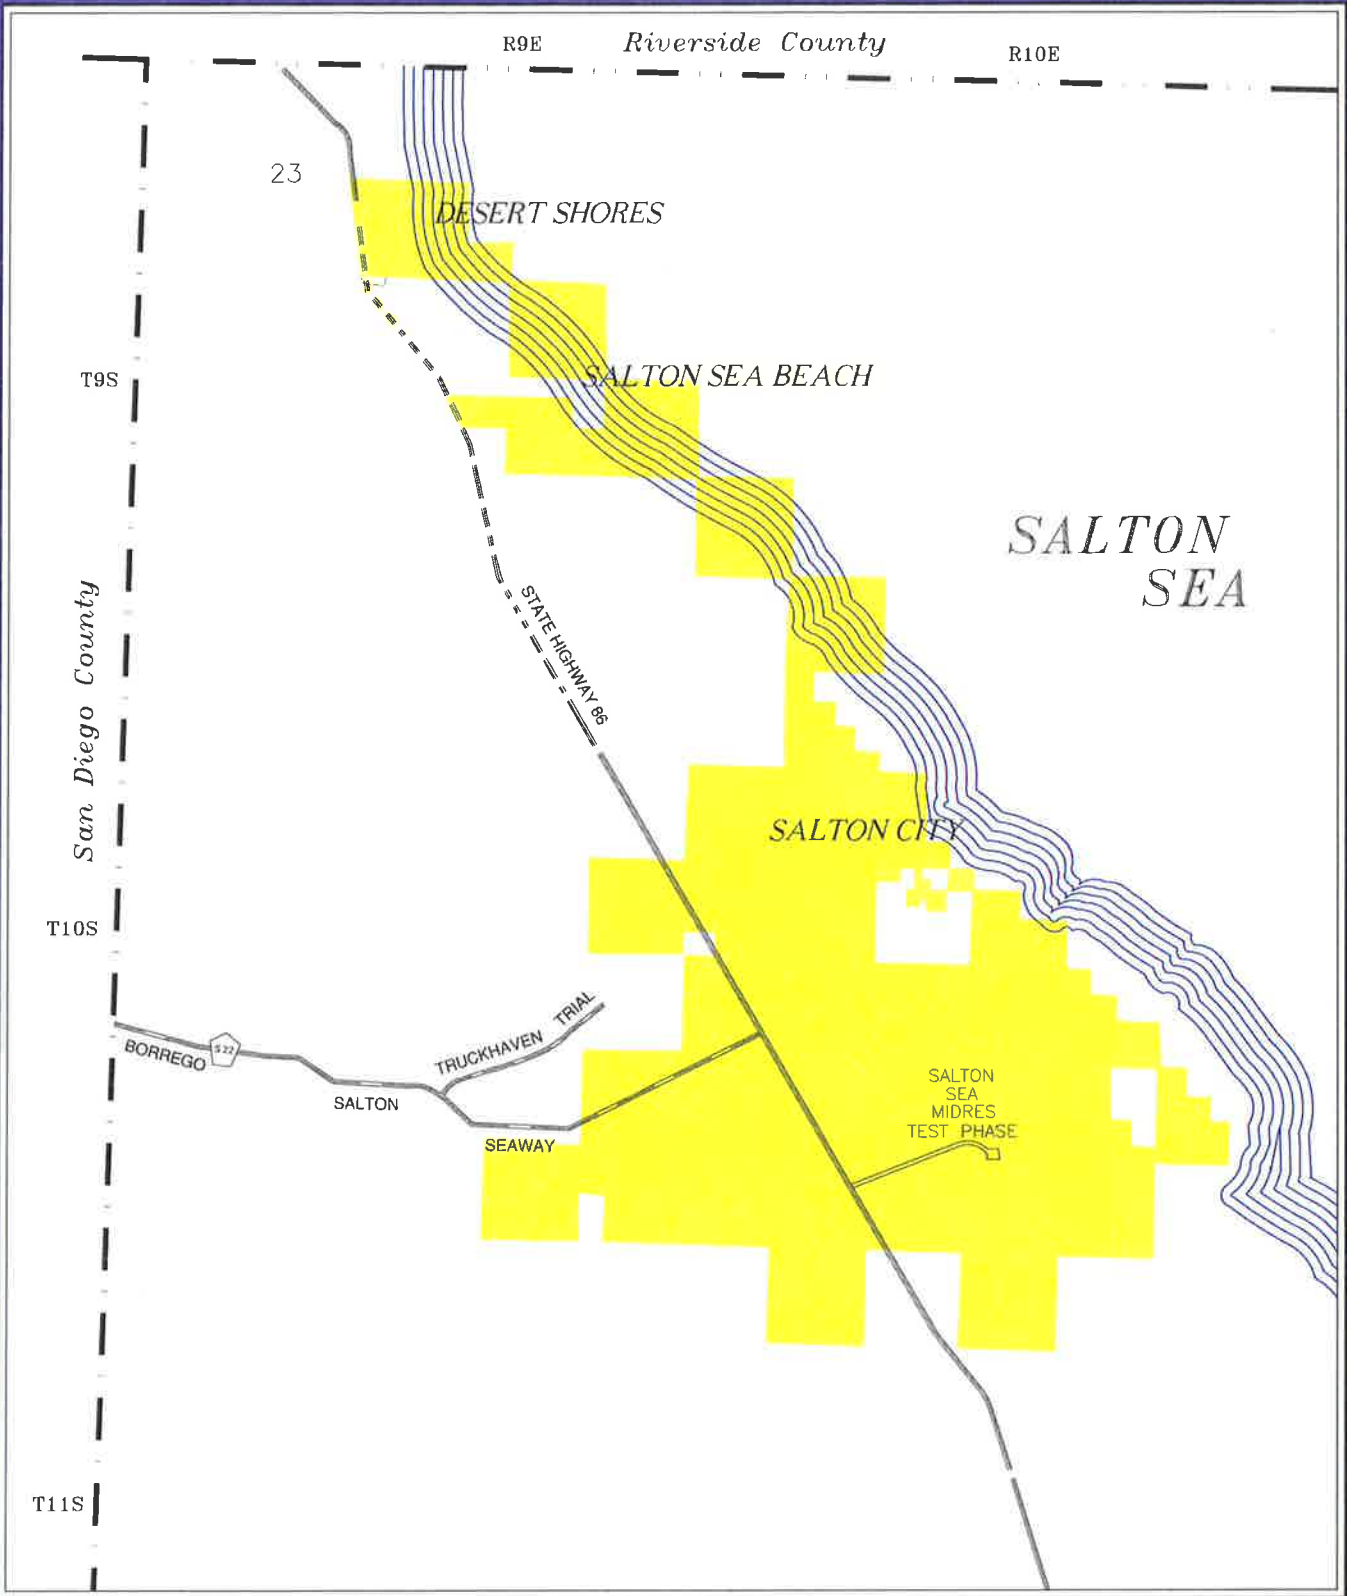 R9E
Riverside County
R10E
23
DESERT SHORES
T9S
SALTON SEA BEACH
SALTON
SEA
San Diego County
STATE HIGHWAY 86
SALTON CITY
T10S
BORREGO
S22
SALTON
TRUCKHAVEN TRIAL
SEAWAY
SALTON
SEA
MIDRES
TEST PHASE
T11S